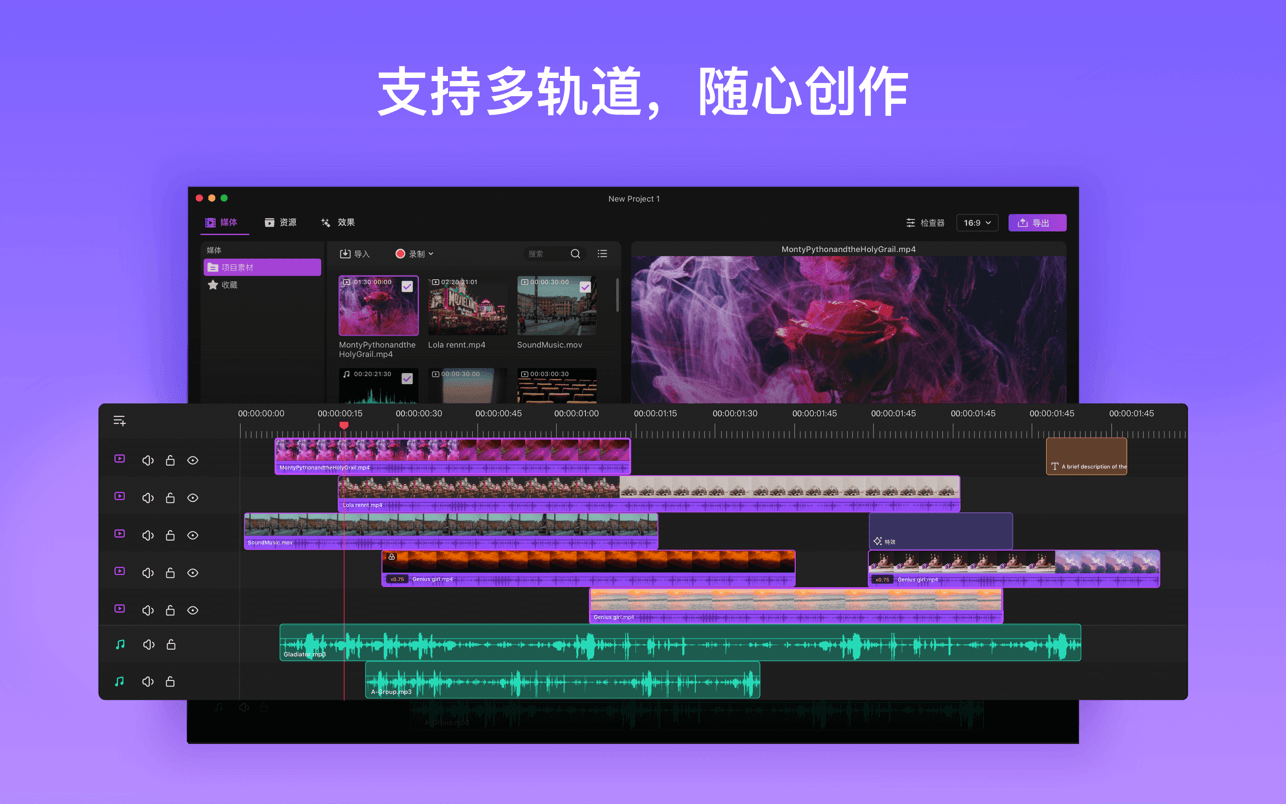 支持多轨道，随心创作
New Project 1
媒体 资源 效果 检查器 16:9 导出
媒体
项目素材
收藏
导入 录制 搜索
MontyPythonandtheHolyGrail.mp4
01:30:00:00 02:20:31:01 00:00:30:00
MontyPythonandthe
HolyGrail.mp4
Lola rennt.mp4
SoundMusic.mov
00:20:21:30 00:00:30:00 00:03:00:30
00:00:00:00 00:00:00:15 00:00:00:30 00:00:00:45 00:00:01:00 00:00:01:15 00:00:01:30 00:00:01:45 00:00:01:45 00:00:01:45 00:00:01:45 00:00:01:45
MontyPythonandtheHolyGrail.mp4
A brief description of the
Lola rennt.mp4
SoundMusic.mov
特效
x0.75 Genius girl.mp4
x0.75 Genius girl.mp4
Genius girl.mp4
Gladiator.mp3
A-Group.mp3